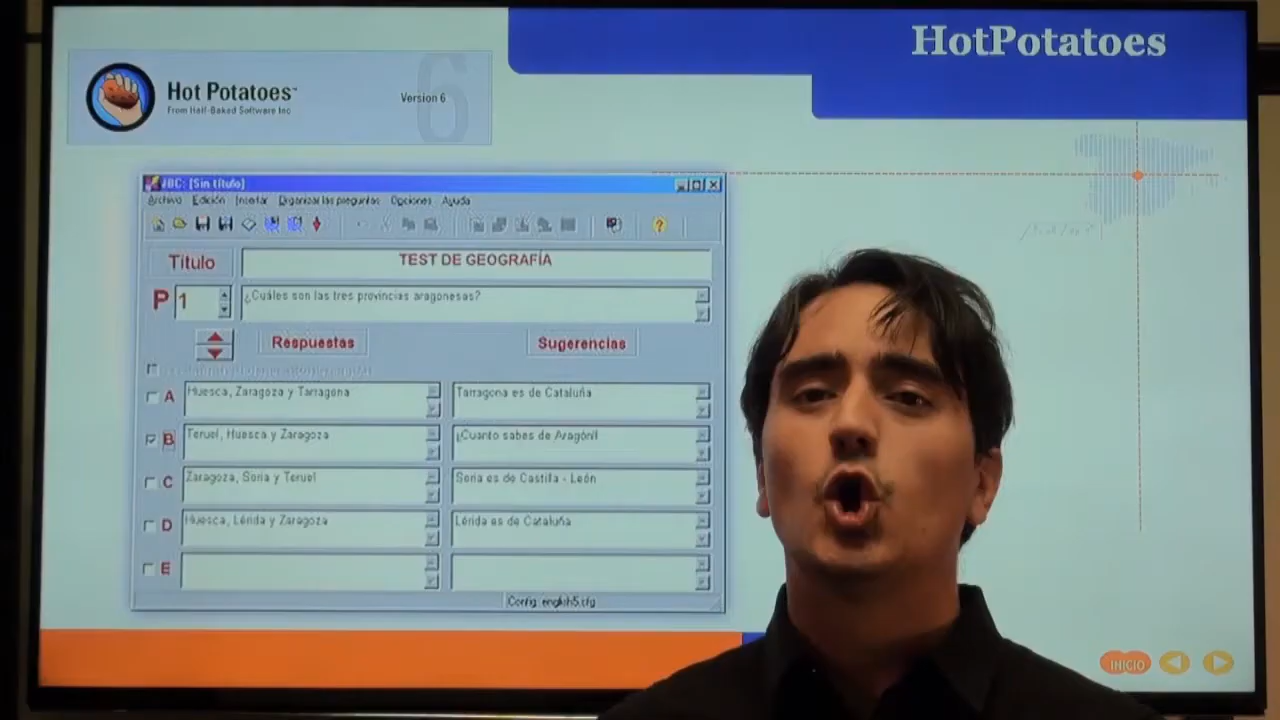 HotPotatoes
Hot Potatoes™
From Half-Baked Software Inc
Version 6
6
JBC: [Sin título]
Archivo Edición Insertar Organizar las preguntas Opciones Ayuda
Título
TEST DE GEOGRAFÍA
P 1
¿Cuáles son las tres provincias aragonesas?
Respuestas
Sugerencias
A Huesca, Zaragoza y Tarragona
Tarragona es de Cataluña
B Teruel, Huesca y Zaragoza
¡Cuanto sabes de Aragón!!
C Zaragoza, Soria y Teruel
Soria es de Castilla - León
D Huesca, Lérida y Zaragoza
Lérida es de Cataluña
E
Config: english5.cfg
INICIO